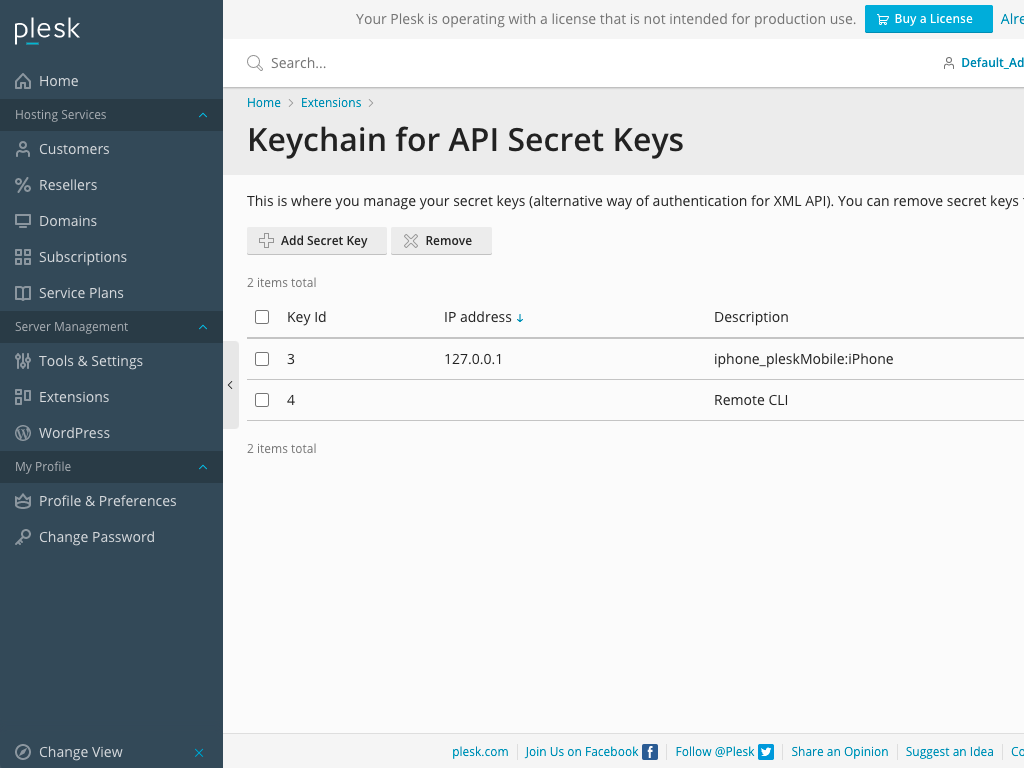 plesk
Home
Hosting Services
Customers
Resellers
Domains
Subscriptions
Service Plans
Server Management
Tools & Settings
Extensions
WordPress
My Profile
Profile & Preferences
Change Password
Change View
Your Plesk is operating with a license that is not intended for production use. Buy a License
Search...
Home Extensions
Keychain for API Secret Keys
This is where you manage your secret keys (alternative way of authentication for XML API). You can remove secret keys
Add Secret Key Remove
2 items total
Key Id IP address Description
3 127.0.0.1 iphone_pleskMobile:iPhone
4 Remote CLI
2 items total
plesk.com Join Us on Facebook Follow @Plesk Share an Opinion Suggest an Idea